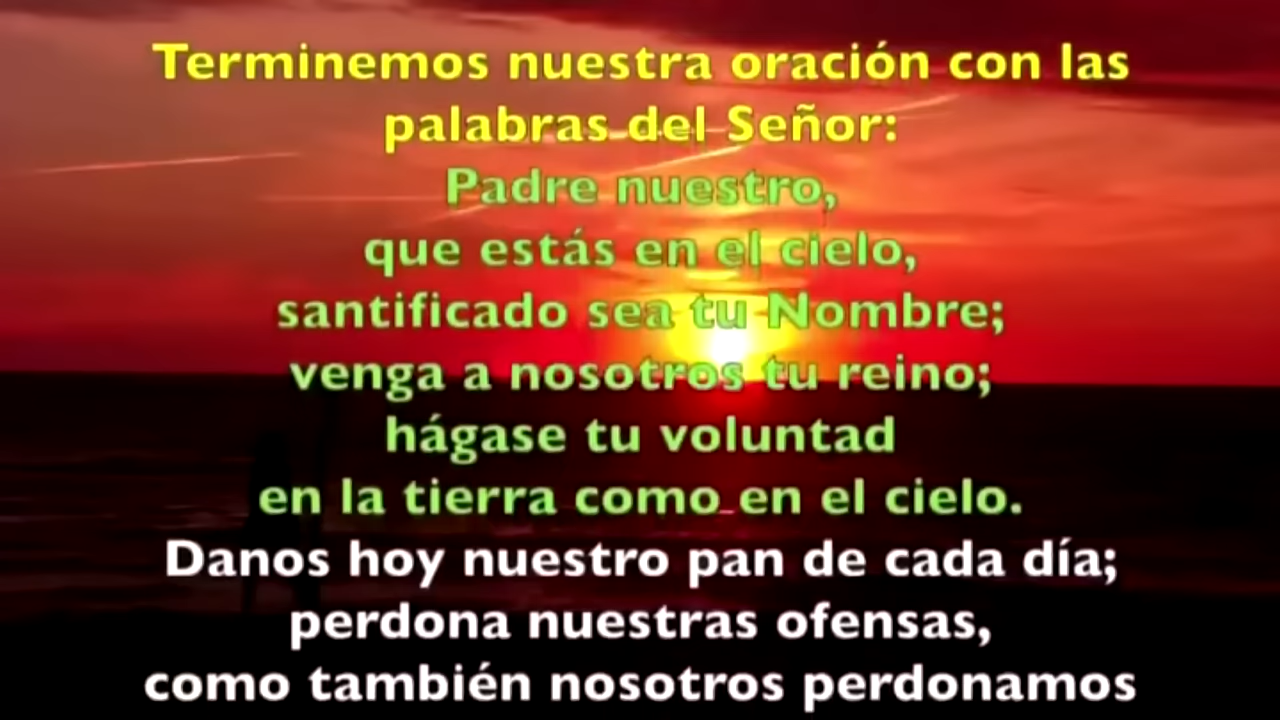 Terminemos nuestra oración con las
palabras del Señor:
Padre nuestro,
que estás en el cielo,
santificado sea tu Nombre;
venga a nosotros tu reino;
hágase tu voluntad
en la tierra como en el cielo.
Danos hoy nuestro pan de cada día;
perdona nuestras ofensas,
como también nosotros perdonamos